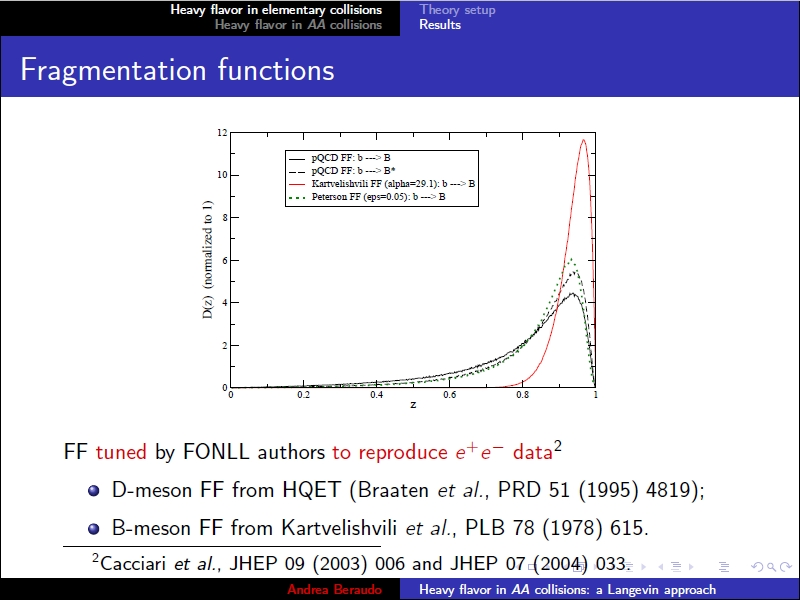 Heavy flavor in elementary collisions
Heavy flavor in AA collisions
Theory setup
Results
Fragmentation functions
12
10
8
6
4
2
0
D(z) (normalized to 1)
pQCD FF: b ---> B
pQCD FF: b ---> B*
Kartvelishvili FF (alpha=29.1): b ---> B
Peterson FF (eps=0.05): b ---> B
0 0.2 0.4 0.6 0.8 1
z
FF tuned by FONLL authors to reproduce e⁺e⁻ data²
D-meson FF from HQET (Braaten et al., PRD 51 (1995) 4819);
B-meson FF from Kartvelishvili et al., PLB 78 (1978) 615.
²Cacciari et al., JHEP 09 (2003) 006 and JHEP 07 (2004) 033.
Andrea Beraudo
Heavy flavor in AA collisions: a Langevin approach